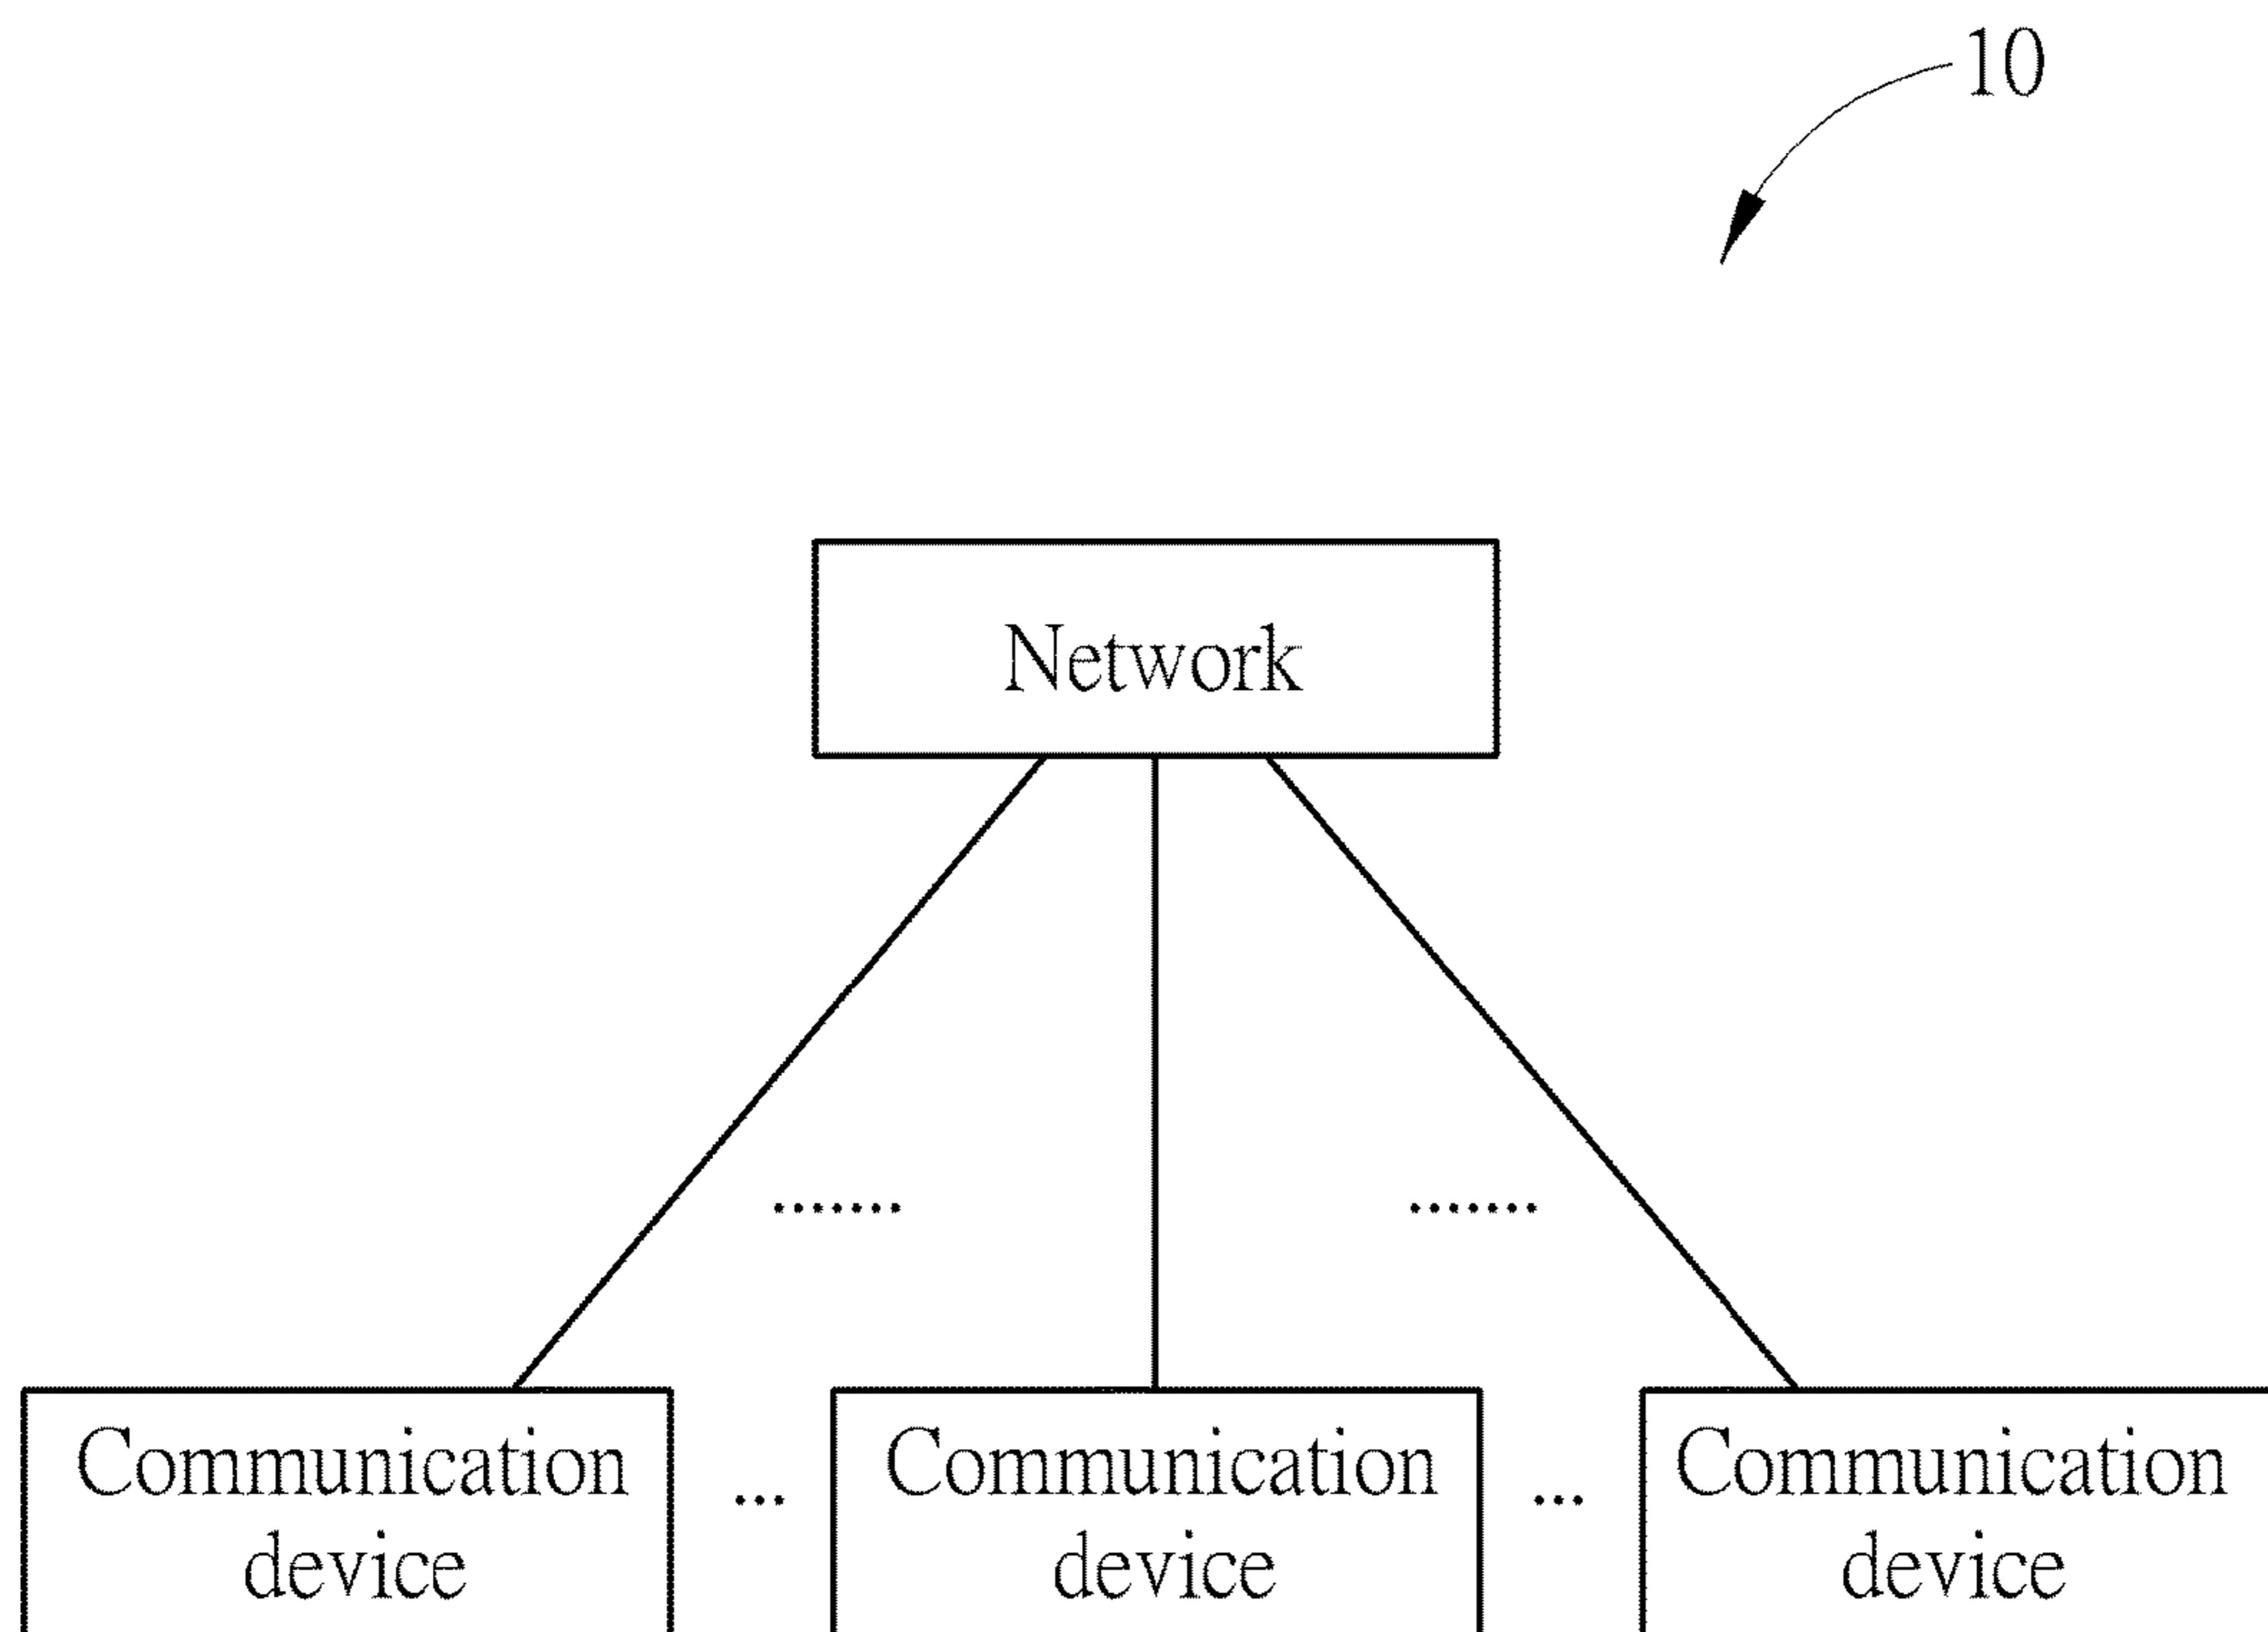 10
Network
.......
.......
Communication
device
...
Communication
device
...
Communication
device